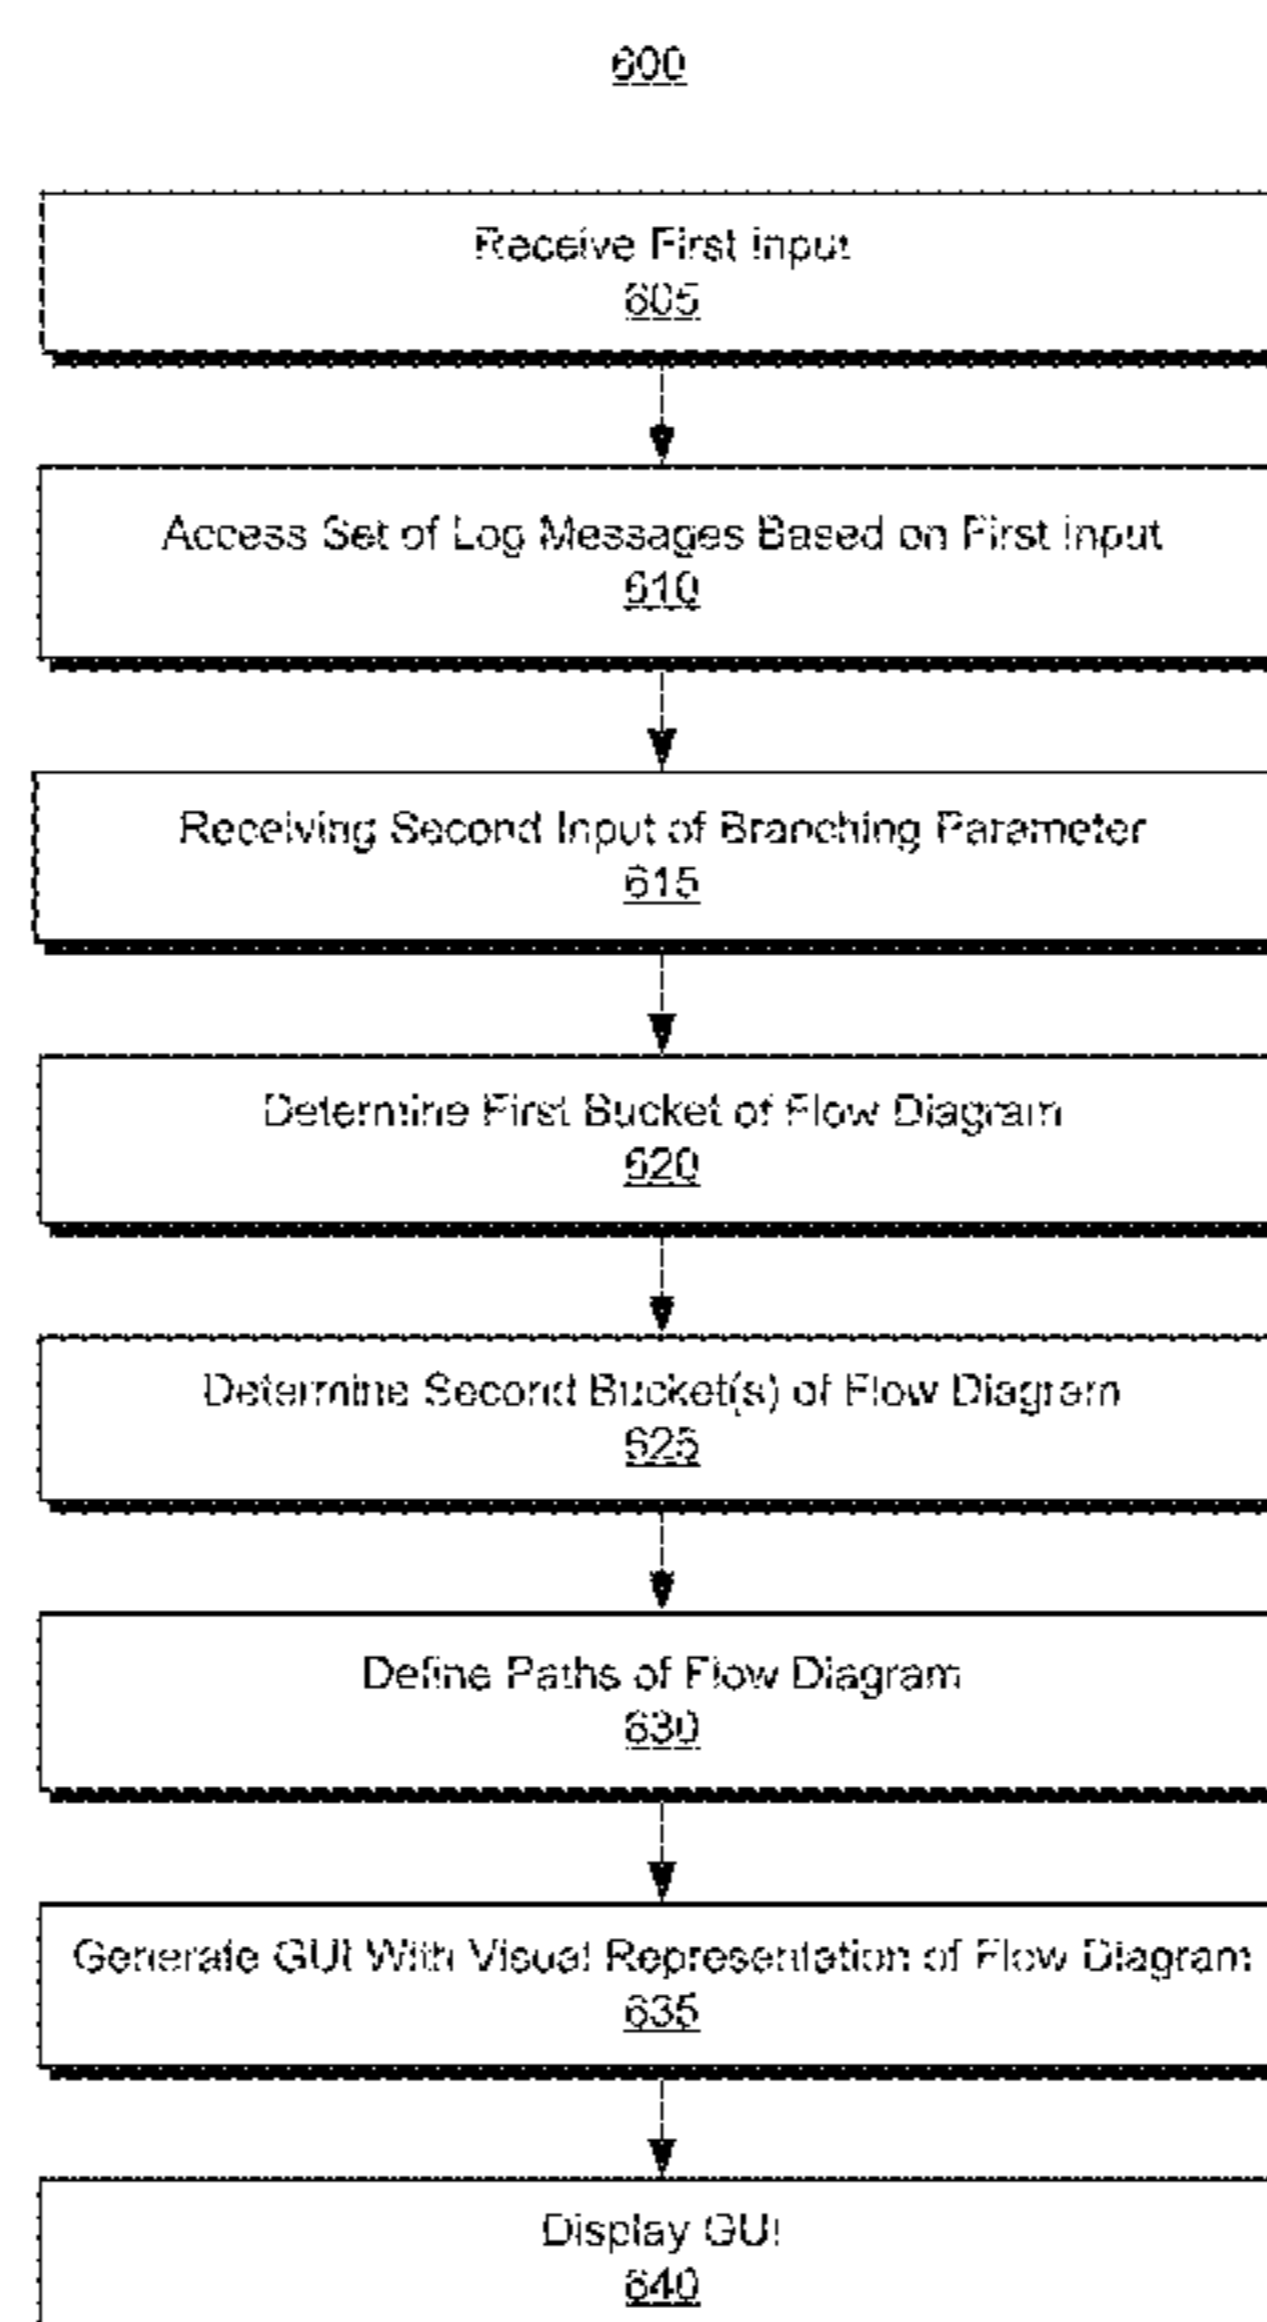 600
Receive First Input
605
Access Set of Log Messages Based on First Input
610
Receiving Second Input of Branching Parameter
615
Determine First Bucket of Flow Diagram
620
Determine Second Bucket(s) of Flow Diagram
625
Define Paths of Flow Diagram
630
Generate GUI With Visual Representation of Flow Diagram
635
Display GUI
640